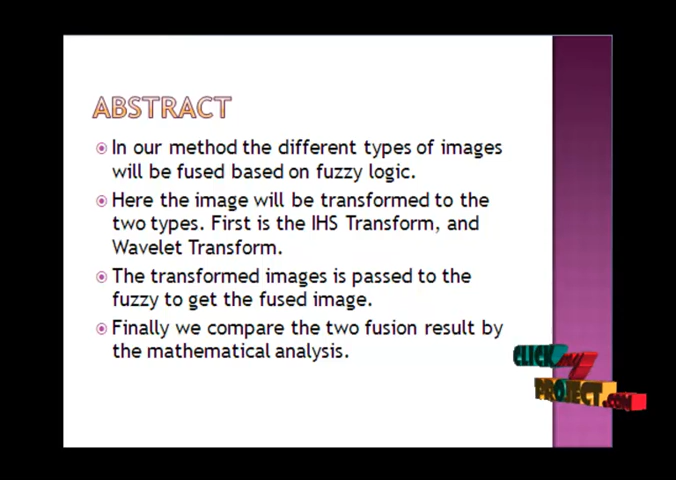 ABSTRACT
In our method the different types of images
will be fused based on fuzzy logic.
Here the image will be transformed to the
two types. First is the IHS Transform, and
Wavelet Transform.
The transformed images is passed to the
fuzzy to get the fused image.
Finally we compare the two fusion result by
the mathematical analysis.
CLICK my
PROJECT.COM